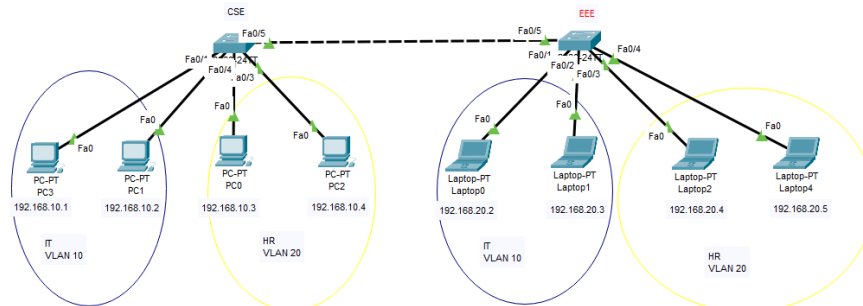 CSE
EEE
Fa0/5
Fa0/5
Fa0/4
Fa0/3
Fa0/1
Fa0/2
Fa0/3
Fa0/4
Fa0
Fa0
Fa0
Fa0
Fa0
Fa0
Fa0
Fa0
PC-PT
PC3
PC-PT
PC1
PC-PT
PC0
PC-PT
PC2
Laptop-PT
Laptop0
Laptop-PT
Laptop1
Laptop-PT
Laptop2
Laptop-PT
Laptop4
192.168.10.1
192.168.10.2
192.168.10.3
192.168.10.4
192.168.20.2
192.168.20.3
192.168.20.4
192.168.20.5
IT
VLAN 10
HR
VLAN 20
IT
VLAN 10
HR
VLAN 20